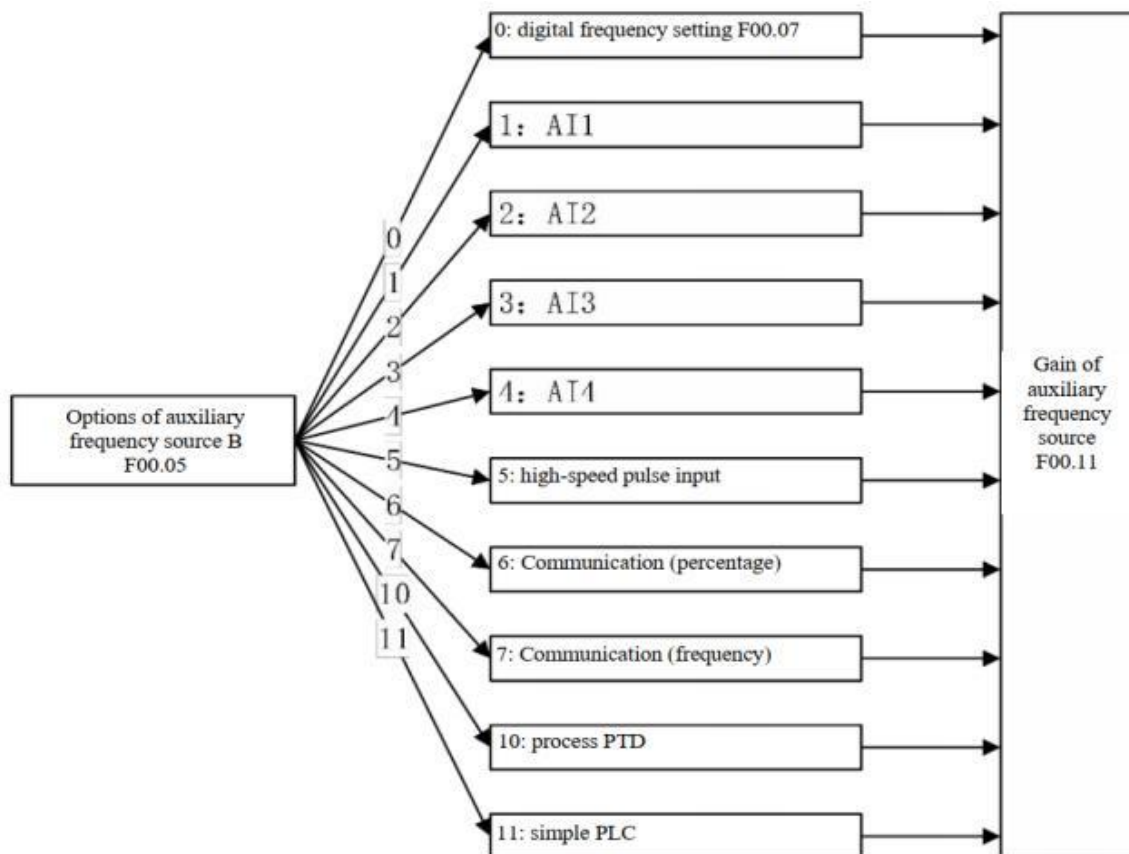 0: digital frequency setting F00.07
1: AI1
2: AI2
3: AI3
4: AI4
5: high-speed pulse input
6: Communication (percentage)
7: Communication (frequency)
10: process PTD
11: simple PLC
0
1
2
3
4
5
6
7
10
11
Options of auxiliary
frequency source B
F00.05
Gain of
auxiliary
frequency
source
F00.11